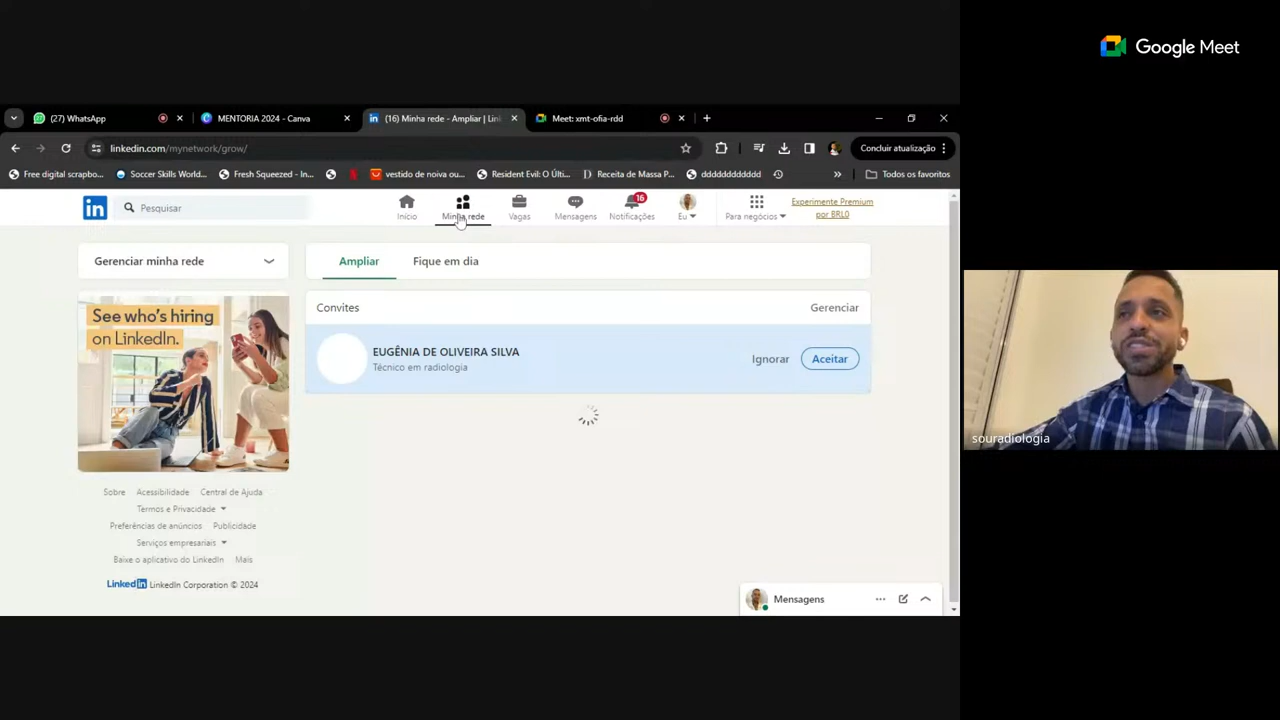 Google Meet
(27) WhatsApp
MENTORIA 2024 - Canva
(16) Minha rede - Ampliar | Lin
Meet: xmt-ofia-rdd
linkedin.com/mynetwork/grow/
Concluir atualização
Free digital scrapbo...
Soccer Skills World...
Fresh Squeezed - In...
vestido de noiva ou...
Resident Evil: O Últi...
Receita de Massa P...
dddddddddddd
Todos os favoritos
in
Pesquisar
Início
Minha rede
Vagas
Mensagens
16
Notificações
Eu
Para negócios
Experimente Premium
por BRL0
Gerenciar minha rede
Ampliar
Fique em dia
See who's hiring
on LinkedIn.
Convites
Gerenciar
EUGÊNIA DE OLIVEIRA SILVA
Técnico em radiologia
Ignorar
Aceitar
souradiologia
Sobre
Acessibilidade
Central de Ajuda
Termos e Privacidade
Preferências de anúncios
Publicidade
Serviços empresariais
Baixe o aplicativo do LinkedIn
Mais
LinkedIn LinkedIn Corporation © 2024
Mensagens